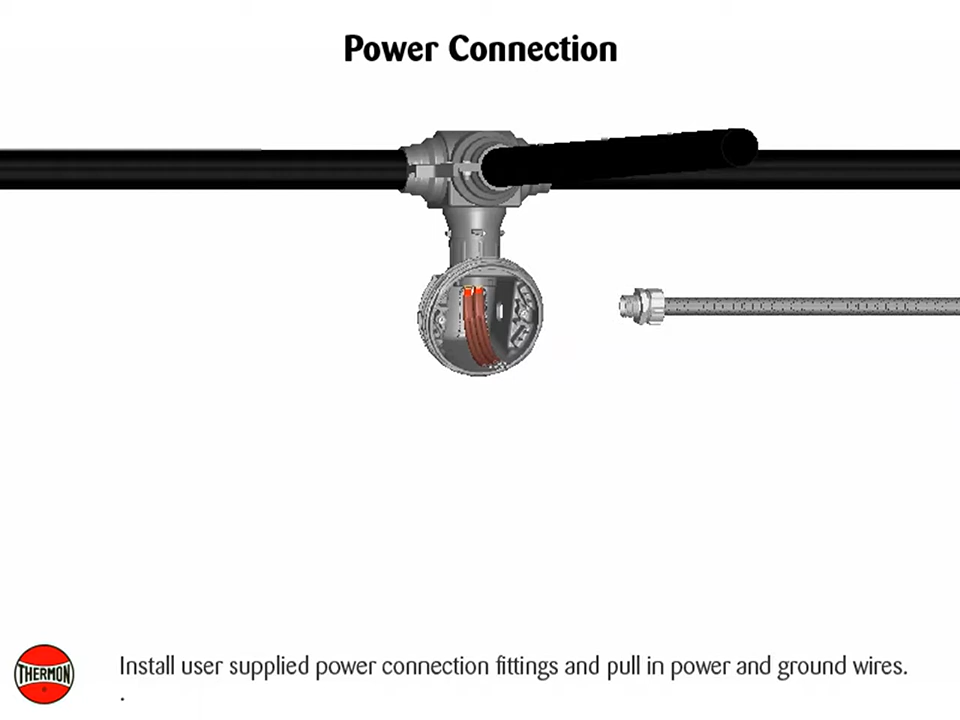 Power Connection
THERMON
Install user supplied power connection fittings and pull in power and ground wires.
.